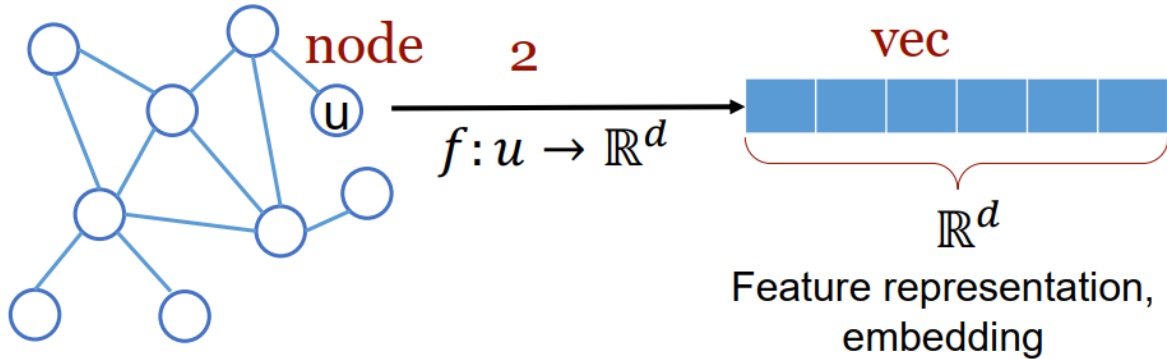 node 2 vec
u
f: u → ℝ^d
ℝ^d
Feature representation,
embedding